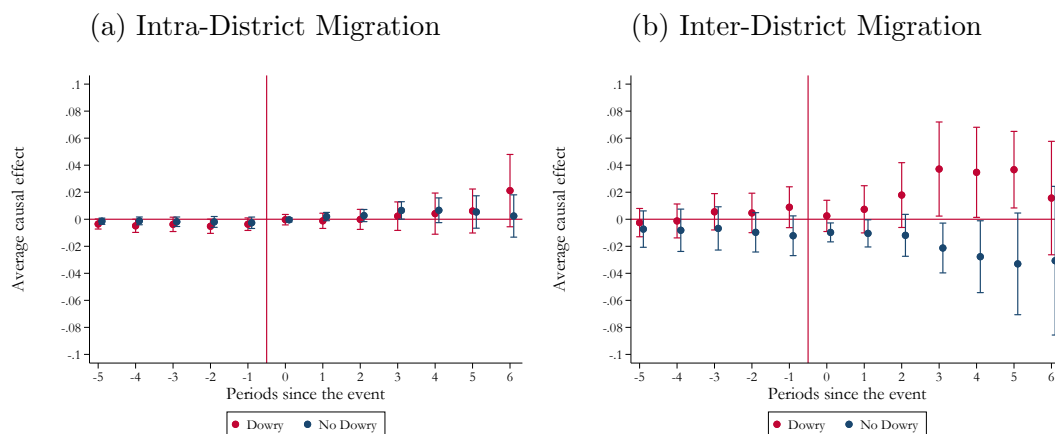 (a) Intra-District Migration
.1
.08
.06
.04
.02
0
-.02
-.04
-.06
-.08
-.1
Average causal effect
-5 -4 -3 -2 -1 0 1 2 3 4 5 6
Periods since the event
Dowry No Dowry
(b) Inter-District Migration
.1
.08
.06
.04
.02
0
-.02
-.04
-.06
-.08
-.1
Average causal effect
-5 -4 -3 -2 -1 0 1 2 3 4 5 6
Periods since the event
Dowry No Dowry